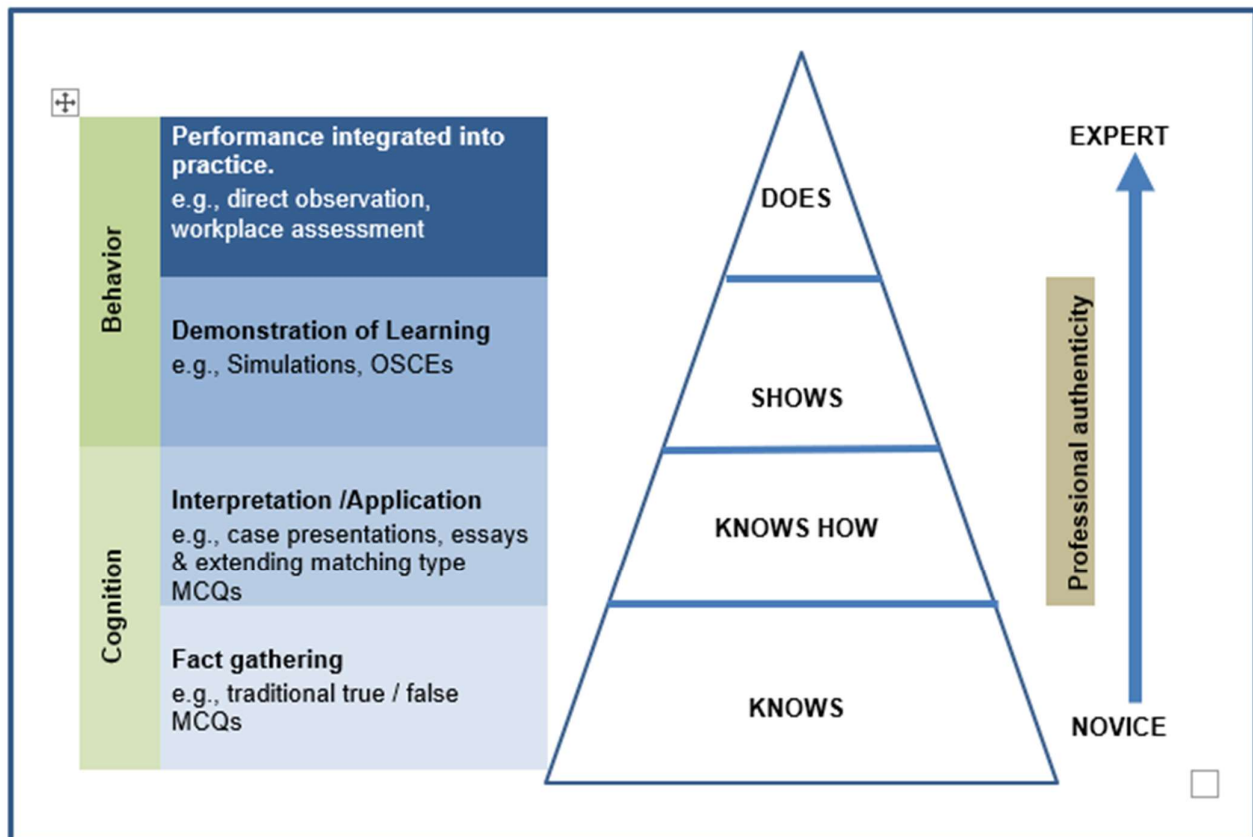 Behavior
Performance integrated into
practice.
e.g., direct observation,
workplace assessment
Demonstration of Learning
e.g., Simulations, OSCEs
Cognition
Interpretation /Application
e.g., case presentations, essays
& extending matching type
MCQs
Fact gathering
e.g., traditional true / false
MCQs
DOES
SHOWS
KNOWS HOW
KNOWS
EXPERT
Professional authenticity
NOVICE